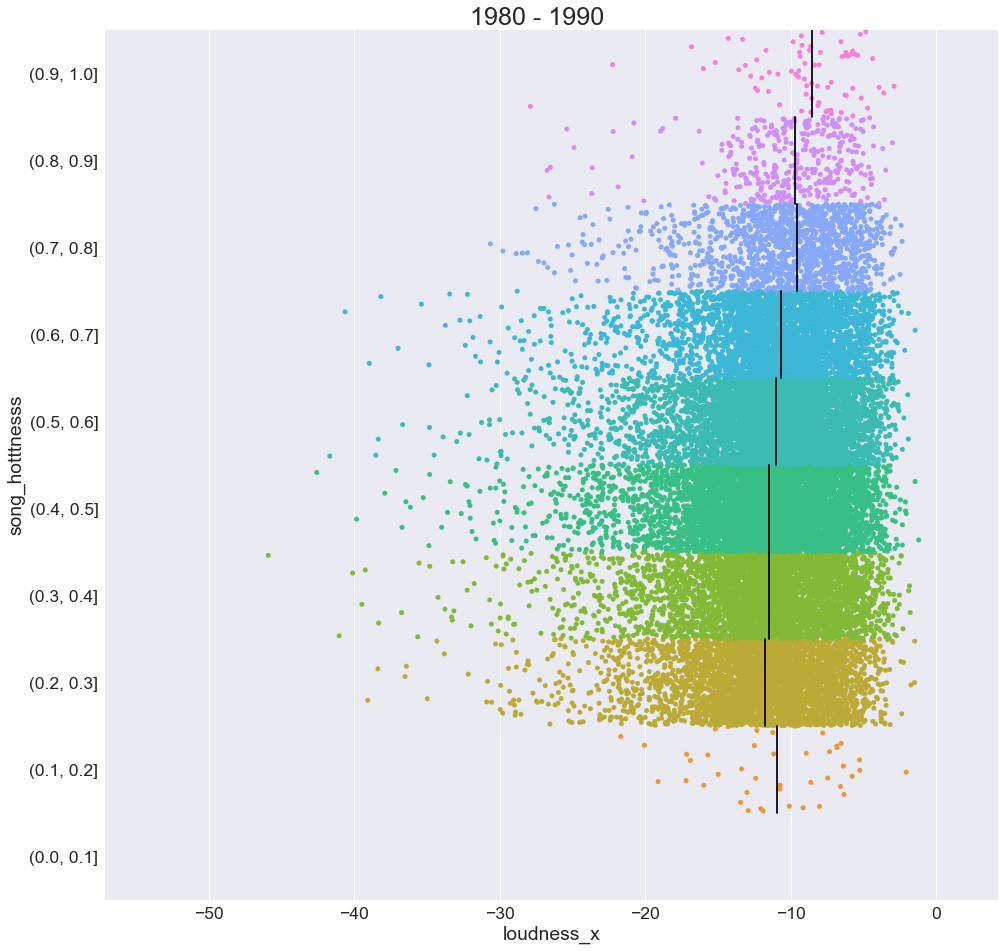 1980 - 1990
(0.9, 1.0]
(0.8, 0.9]
(0.7, 0.8]
(0.6, 0.7]
(0.5, 0.6]
(0.4, 0.5]
(0.3, 0.4]
(0.2, 0.3]
(0.1, 0.2]
(0.0, 0.1]
song_hotttnesss
−50 −40 −30 −20 −10 0
loudness_x